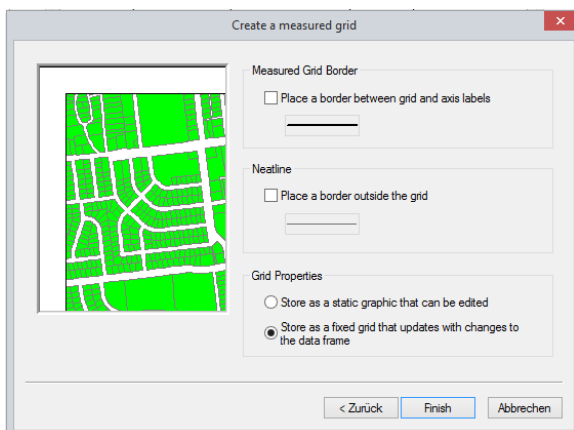 Create a measured grid
Measured Grid Border
Place a border between grid and axis labels
Neatline
Place a border outside the grid
Grid Properties
Store as a static graphic that can be edited
Store as a fixed grid that updates with changes to
the data frame
< Zurück
Finish
Abbrechen